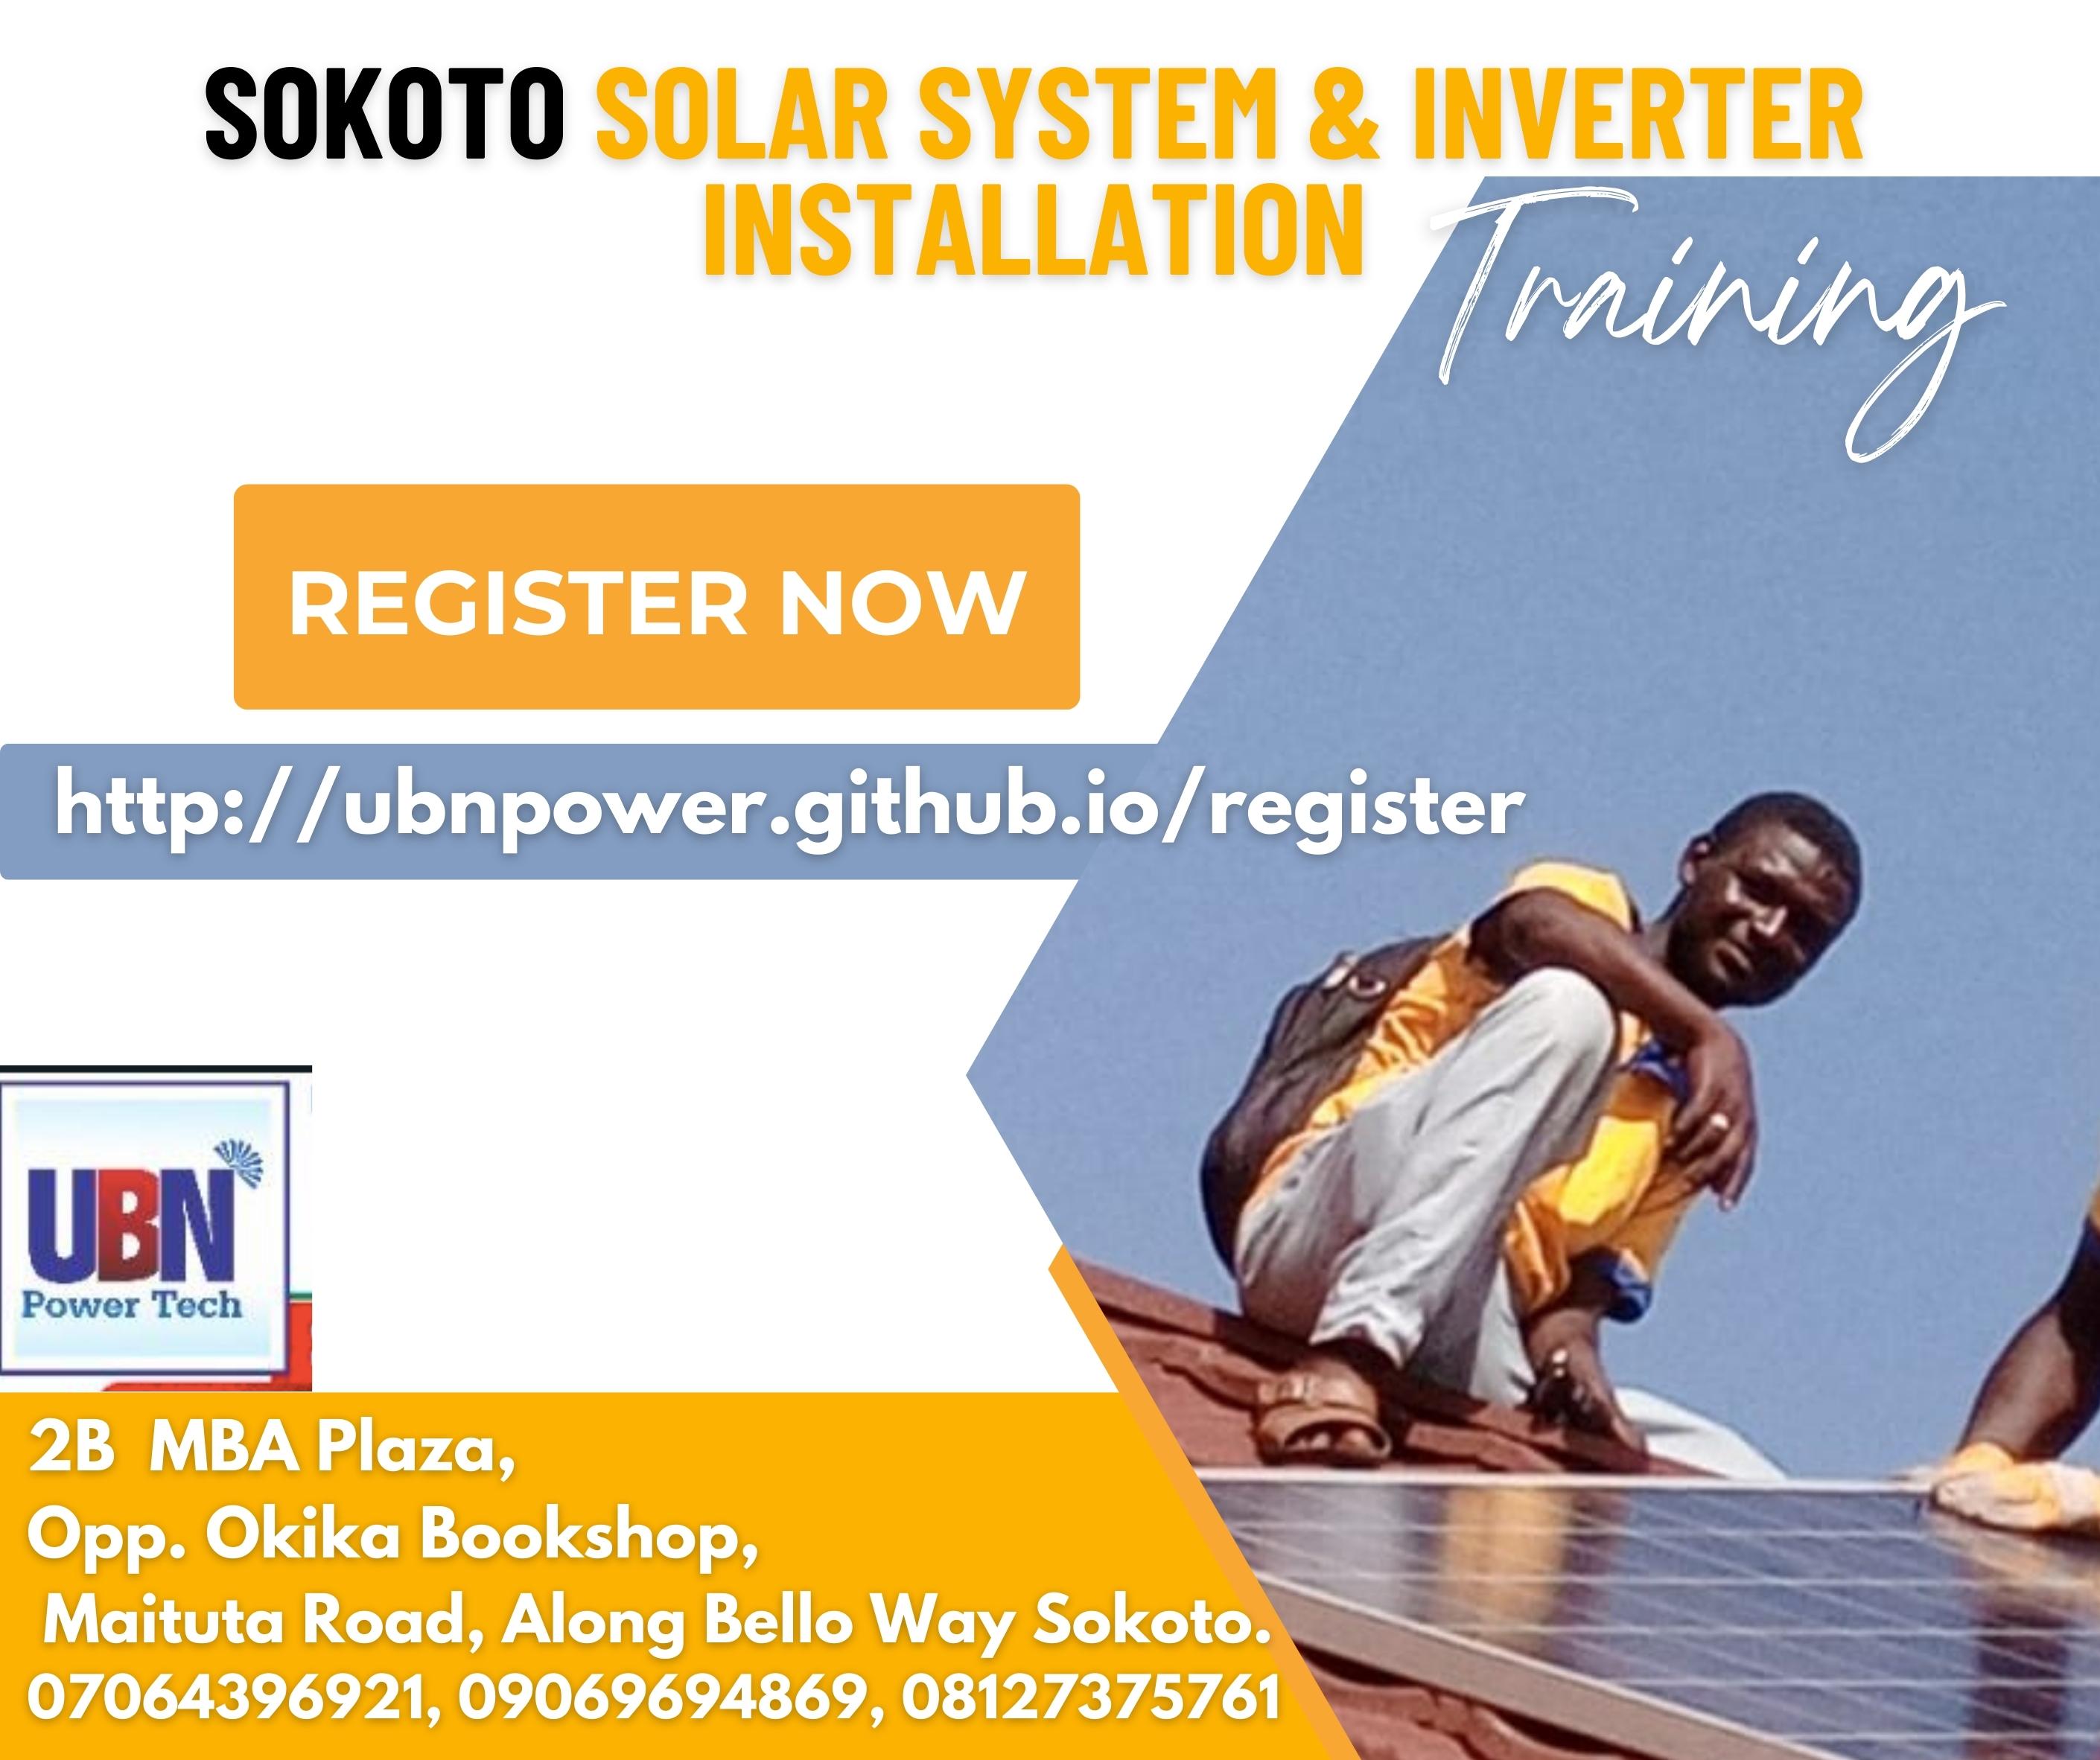 SOKOTO SOLAR SYSTEM & INVERTER
INSTALLATION
Training
REGISTER NOW
http://ubnpower.github.io/register
UBN
Power Tech
2B MBA Plaza,
Opp. Okika Bookshop,
Maituta Road, Along Bello Way Sokoto.
07064396921, 09069694869, 08127375761